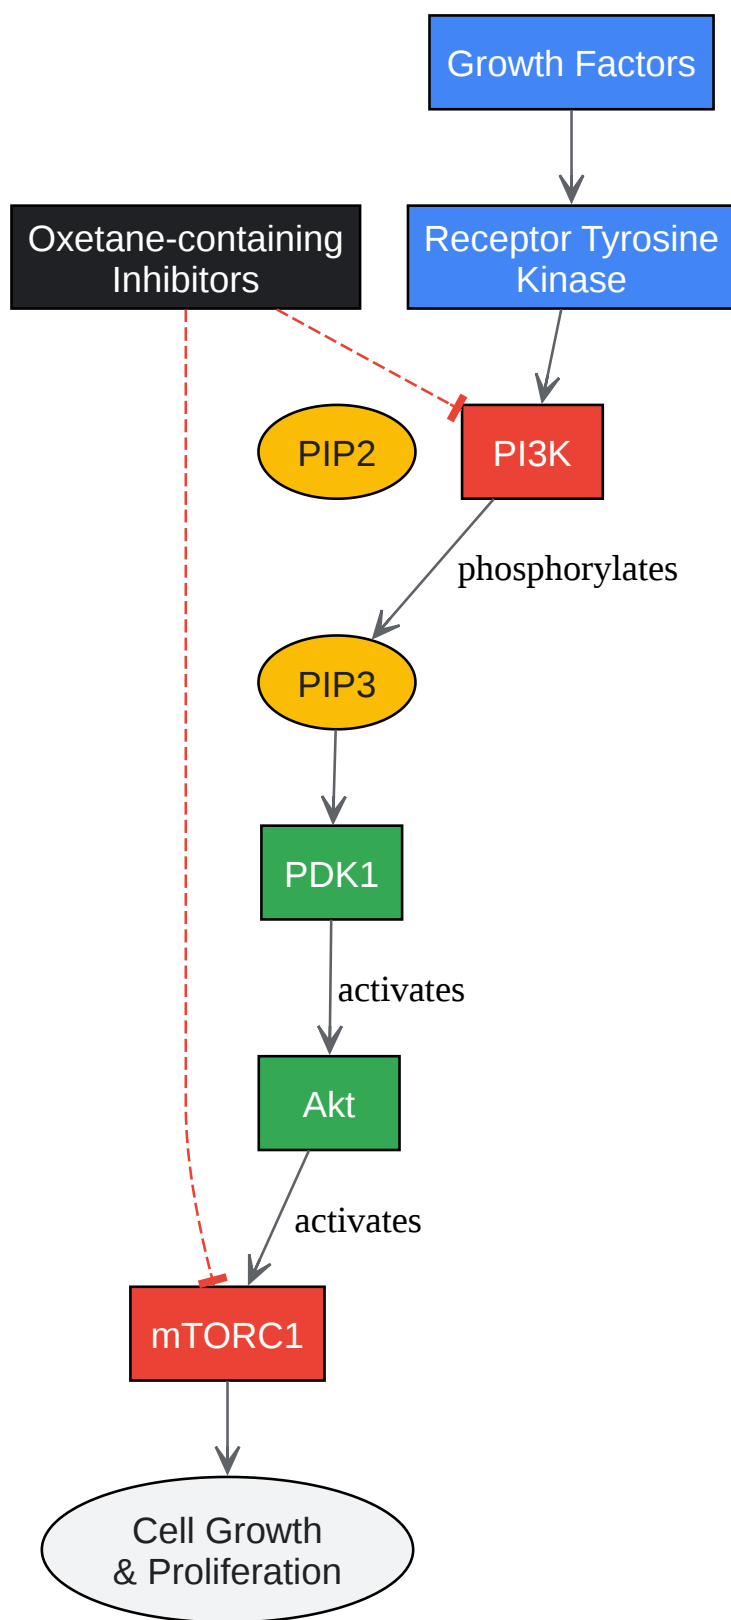 Growth Factors
Oxetane-containing
Inhibitors
Receptor Tyrosine
Kinase
PIP2
PI3K
phosphorylates
PIP3
PDK1
activates
Akt
activates
mTORC1
Cell Growth
& Proliferation